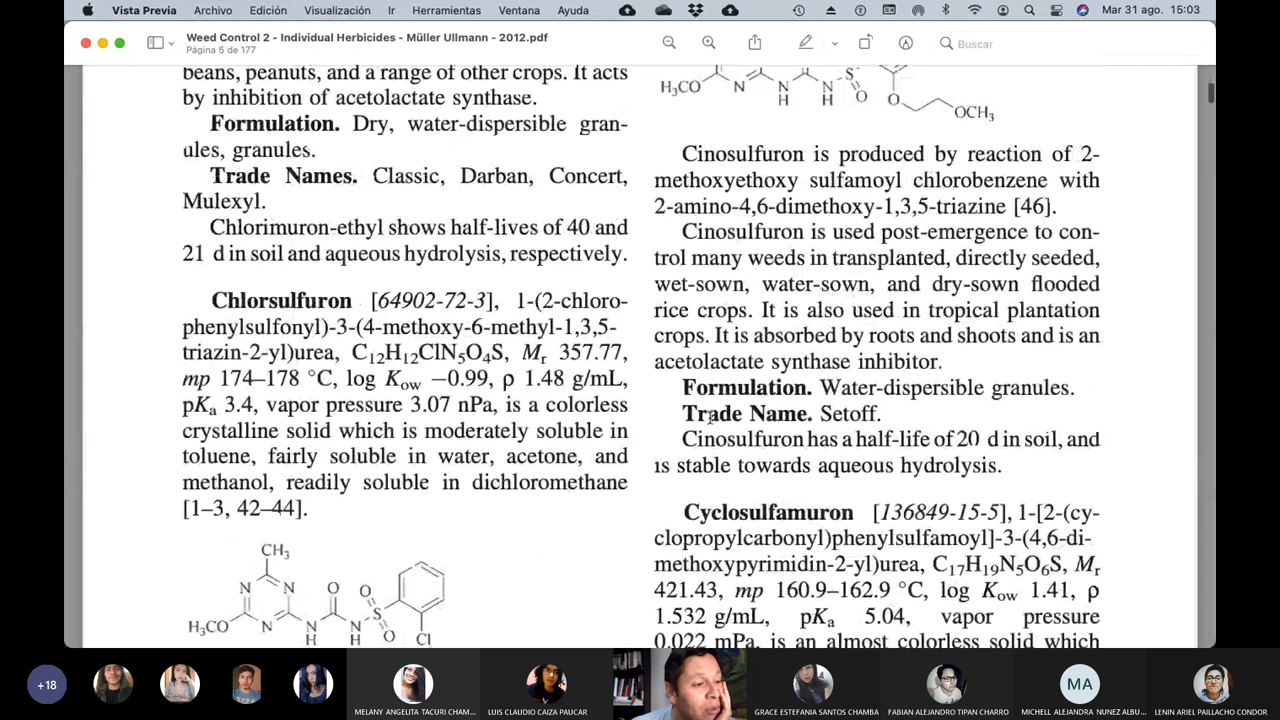 Vista Previa Archivo Edición Visualización Ir Herramientas Ventana Ayuda Mar 31 ago. 15:03
Weed Control 2 - Individual Herbicides - Müller Ullmann - 2012.pdf
Página 5 de 177
Buscar
beans, peanuts, and a range of other crops. It acts
by inhibition of acetolactate synthase.
Formulation. Dry, water-dispersible gran-
ules, granules.
Trade Names. Classic, Darban, Concert,
Mulexyl.
Chlorimuron-ethyl shows half-lives of 40 and
21 d in soil and aqueous hydrolysis, respectively.
Chlorsulfuron [64902-72-3], 1-(2-chloro-
phenylsulfonyl)-3-(4-methoxy-6-methyl-1,3,5-
triazin-2-yl)urea, C₁₂H₁₂ClN₅O₄S, Mᵣ 357.77,
mp 174–178 °C, log Kow −0.99, ρ 1.48 g/mL,
pKa 3.4, vapor pressure 3.07 nPa, is a colorless
crystalline solid which is moderately soluble in
toluene, fairly soluble in water, acetone, and
methanol, readily soluble in dichloromethane
[1–3, 42–44].
CH₃
N N O O
H₃CO N N N S
H H O Cl
H₃CO N N N S O
H H O OCH₃
Cinosulfuron is produced by reaction of 2-
methoxyethoxy sulfamoyl chlorobenzene with
2-amino-4,6-dimethoxy-1,3,5-triazine [46].
Cinosulfuron is used post-emergence to con-
trol many weeds in transplanted, directly seeded,
wet-sown, water-sown, and dry-sown flooded
rice crops. It is also used in tropical plantation
crops. It is absorbed by roots and shoots and is an
acetolactate synthase inhibitor.
Formulation. Water-dispersible granules.
Trade Name. Setoff.
Cinosulfuron has a half-life of 20 d in soil, and
is stable towards aqueous hydrolysis.
Cyclosulfamuron [136849-15-5], 1-[2-(cy-
clopropylcarbonyl)phenylsulfamoyl]-3-(4,6-di-
methoxypyrimidin-2-yl)urea, C₁₇H₁₉N₅O₆S, Mᵣ
421.43, mp 160.9–162.9 °C, log Kow 1.41, ρ
1.532 g/mL, pKa 5.04, vapor pressure
0.022 mPa, is an almost colorless solid which
+18
MELANY ANGELITA TACURI CHAM...
LUIS CLAUDIO CAIZA PAUCAR
GRACE ESTEFANIA SANTOS CHAMBA
FABIAN ALEJANDRO TIPAN CHARRO
MA
MICHELL ALEJANDRA NUNEZ ALBU...
LENIN ARIEL PAILLACHO CONDOR